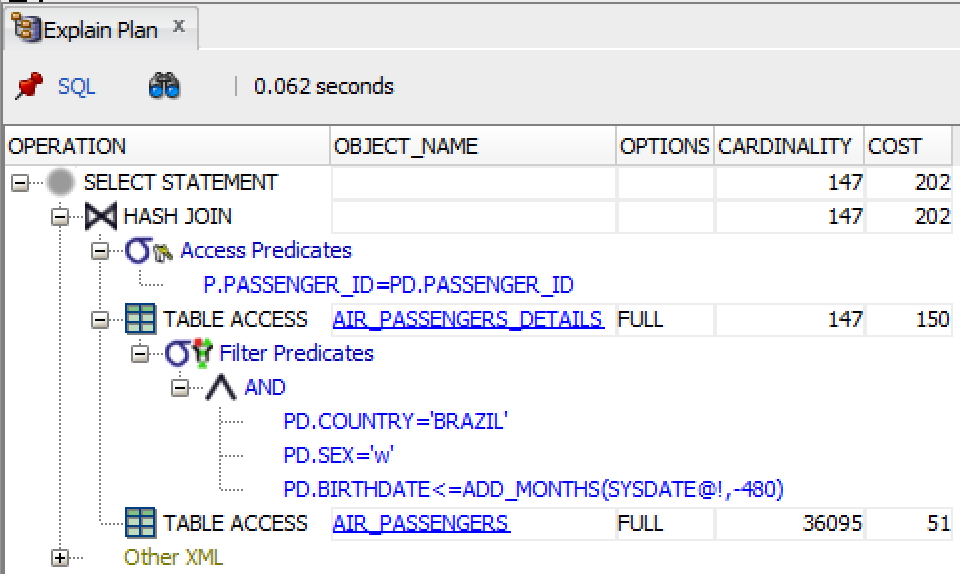 Explain Plan x
SQL 0.062 seconds
OPERATION OBJECT_NAME OPTIONS CARDINALITY COST
SELECT STATEMENT 147 202
HASH JOIN 147 202
Access Predicates
P.PASSENGER_ID=PD.PASSENGER_ID
TABLE ACCESS AIR_PASSENGERS_DETAILS FULL 147 150
Filter Predicates
AND
PD.COUNTRY='BRAZIL'
PD.SEX='w'
PD.BIRTHDATE<=ADD_MONTHS(SYSDATE@!,-480)
TABLE ACCESS AIR_PASSENGERS FULL 36095 51
Other XML